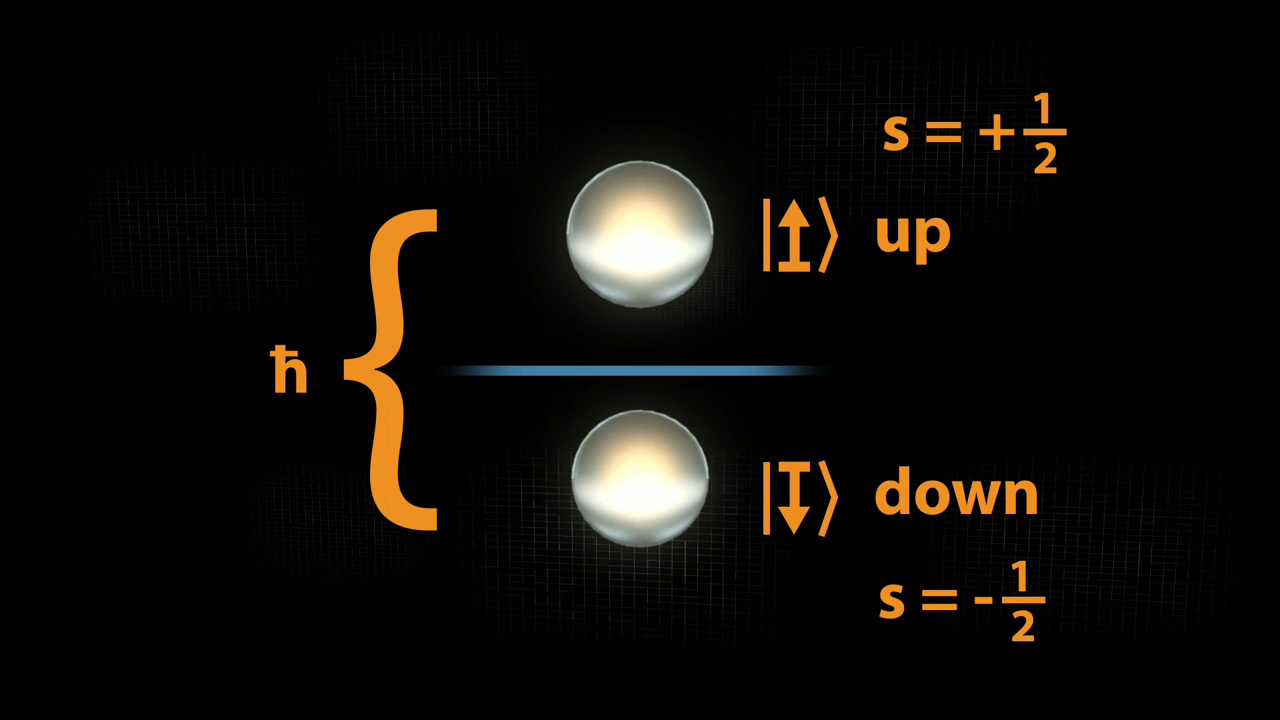 s = +1/2
|↑⟩ up
ħ {
|↓⟩ down
s = -1/2